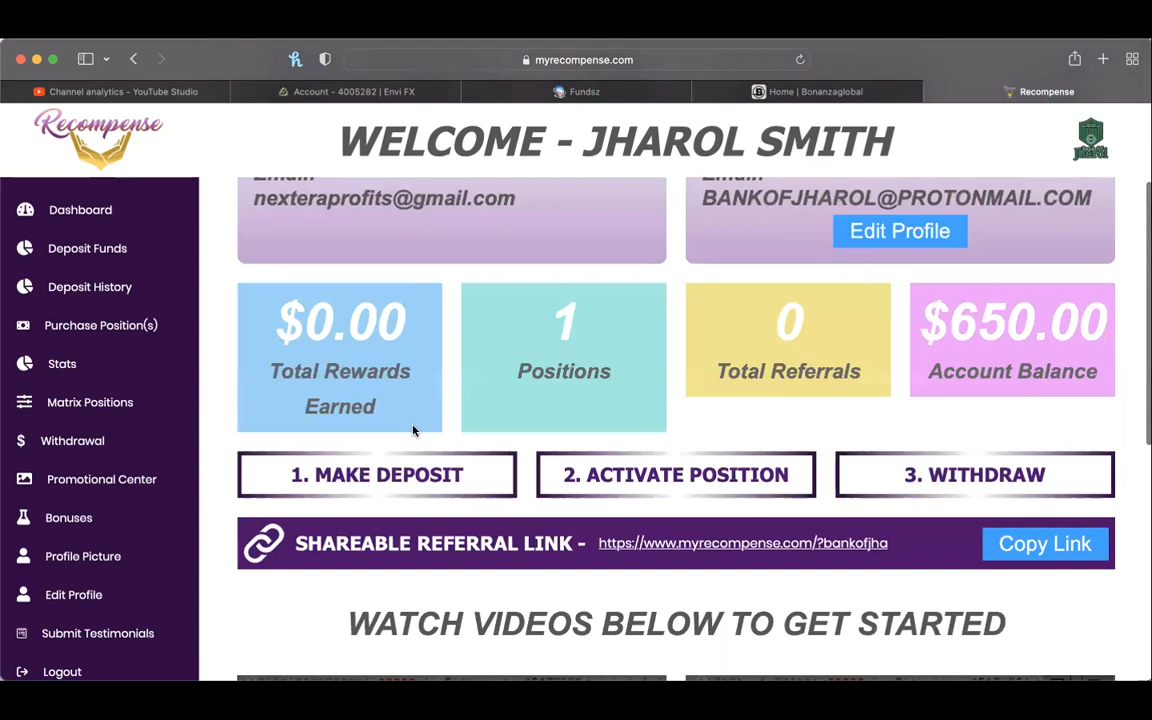 myrecompense.com
Channel analytics - YouTube Studio
Account - 4005282 | Envi FX
Fundsz
Home | Bonanzaglobal
Recompense
Recompense
WELCOME - JHAROL SMITH
Dashboard
Deposit Funds
Deposit History
Purchase Position(s)
Stats
Matrix Positions
$ Withdrawal
Promotional Center
Bonuses
Profile Picture
Edit Profile
Submit Testimonials
Logout
nexteraprofits@gmail.com
BANKOFJHAROL@PROTONMAIL.COM
Edit Profile
$0.00
Total Rewards
Earned
1
Positions
0
Total Referrals
$650.00
Account Balance
1. MAKE DEPOSIT
2. ACTIVATE POSITION
3. WITHDRAW
SHAREABLE REFERRAL LINK - https://www.myrecompense.com/?bankofjha
Copy Link
WATCH VIDEOS BELOW TO GET STARTED